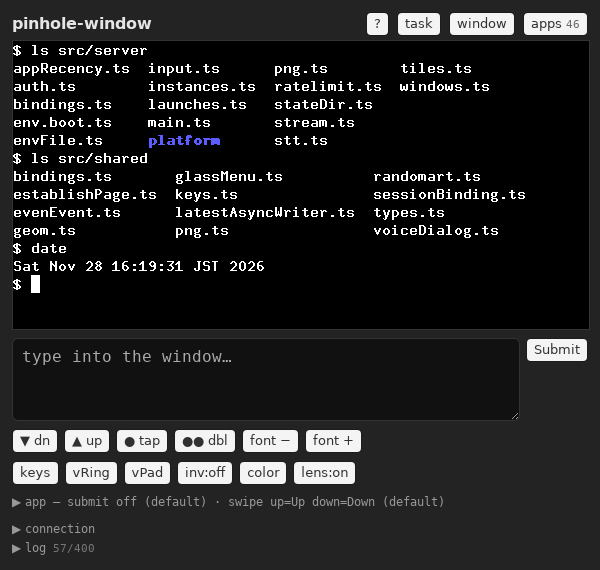 pinhole-window ? task window apps 46
$ ls src/server
appRecency.ts input.ts png.ts tiles.ts
auth.ts instances.ts ratelimit.ts windows.ts
bindings.ts launches.ts stateDir.ts
env.boot.ts main.ts stream.ts
envFile.ts platform stt.ts
$ ls src/shared
bindings.ts glassMenu.ts randomart.ts
establishPage.ts keys.ts sessionBinding.ts
evenEvent.ts latestAsyncWriter.ts types.ts
geom.ts png.ts voiceDialog.ts
$ date
Sat Nov 28 16:19:31 JST 2026
$
type into the window… Submit
▼ dn ▲ up ● tap ●● dbl font − font +
keys vRing vPad inv:off color lens:on
▶ app — submit off (default) · swipe up=Up down=Down (default)
▶ connection
▶ log 57/400